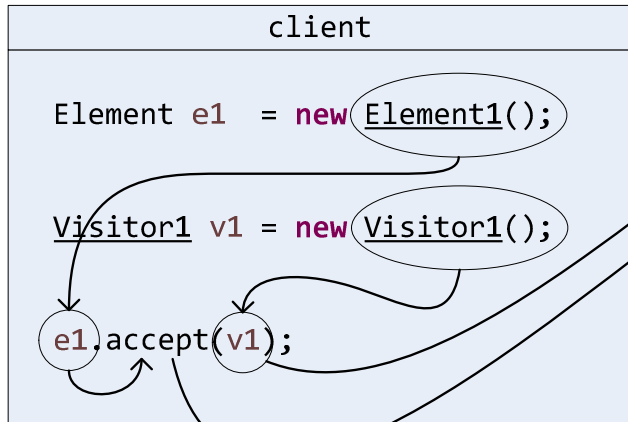 client
Element e1 = new Element1();
Visitor1 v1 = new Visitor1();
e1.accept(v1);